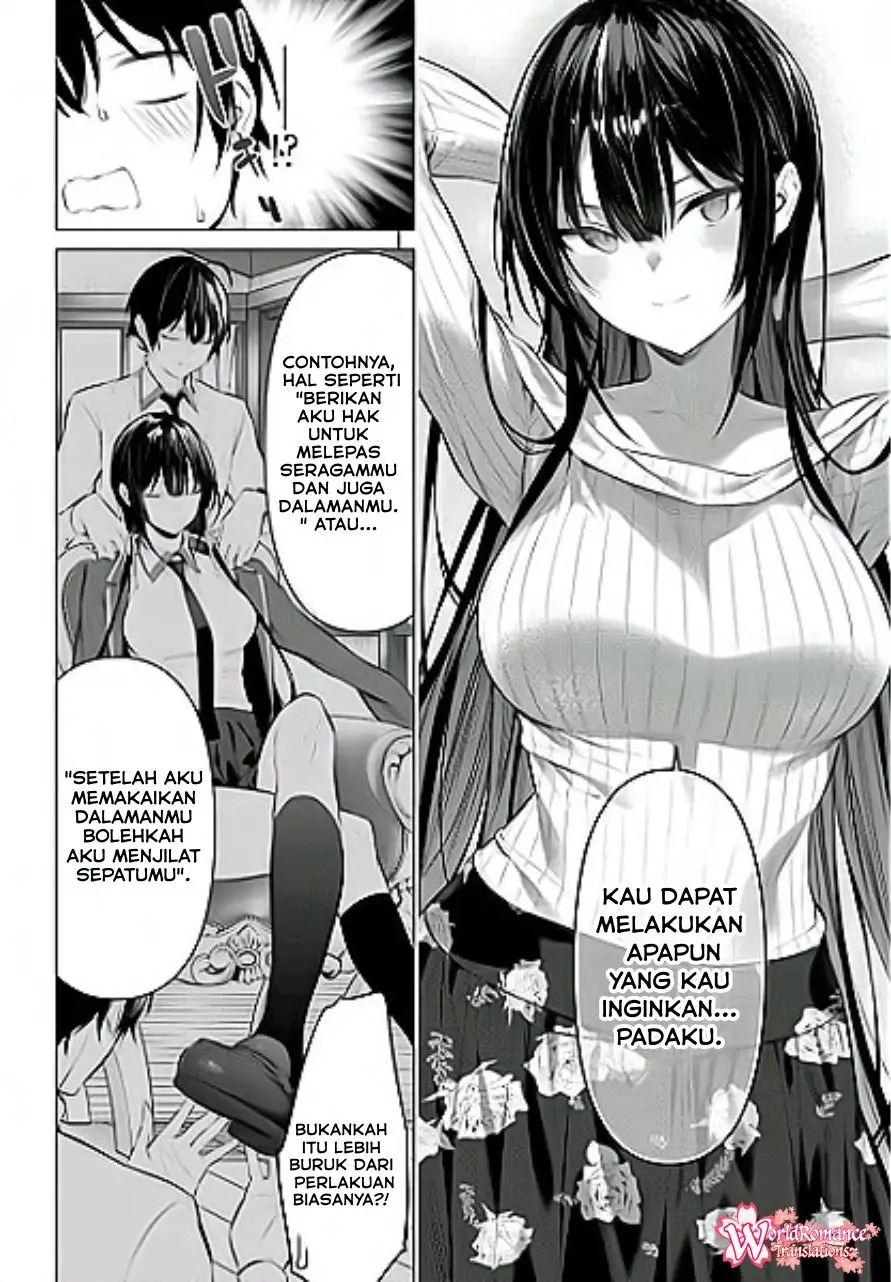 KAU DAPAT
MELAKUKAN
APAPUN
YANG KAU
INGINKAN...
PADAKU.
!?
CONTOHNYA,
HAL SEPERTI
"BERIKAN
AKU HAK
UNTUK
MELEPAS
SERAGAMMU
DAN JUGA
DALAMANMU.
" ATAU...
"SETELAH AKU
MEMAKAIKAN
DALAMANMU
BOLEHKAH
AKU MENJILAT
SEPATUMU".
BUKANKAH
ITU LEBIH
BURUK DARI
PERLAKUAN
BIASANYA?!
WorldRomance
Translations